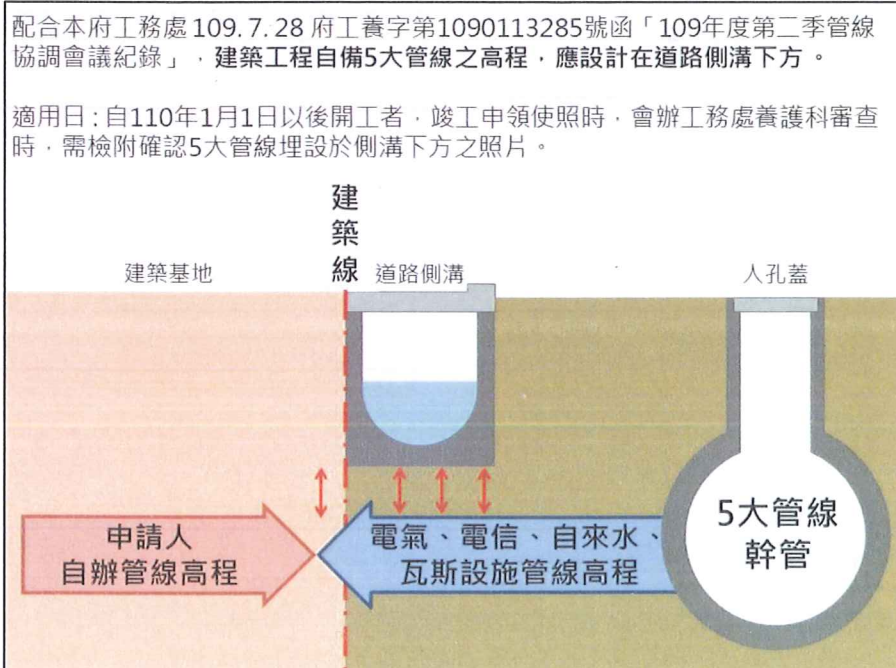 配合本府工務處109.7.28府工養字第1090113285號函「109年度第二季管線
協調會議紀錄」，建築工程自備5大管線之高程，應設計在道路側溝下方。
適用日：自110年1月1日以後開工者，竣工申領使照時，會辦工務處養護科審查
時，需檢附確認5大管線埋設於側溝下方之照片。
建築線
建築基地
道路側溝
人孔蓋
申請人
自辦管線高程
電氣、電信、自來水、
瓦斯設施管線高程
5大管線
幹管